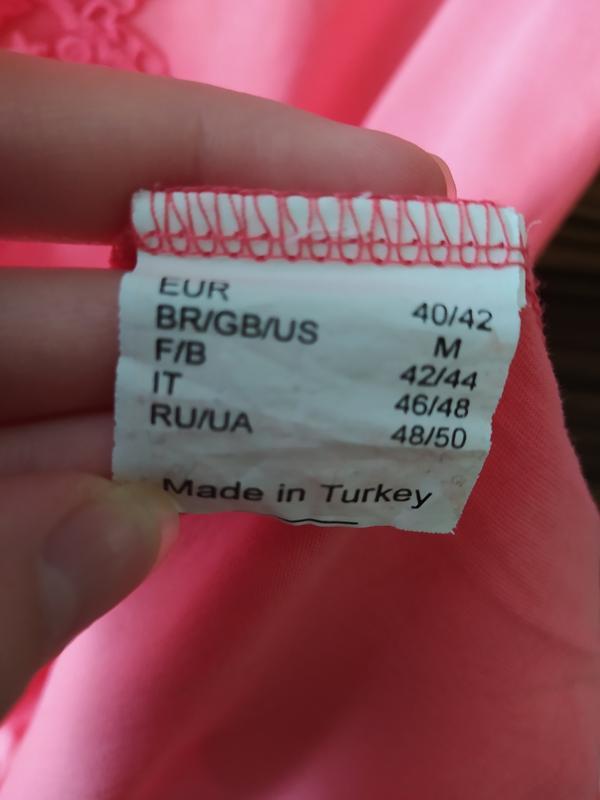 EUR 40/42
BR/GB/US M
F/B 42/44
IT 46/48
RU/UA 48/50
Made in Turkey